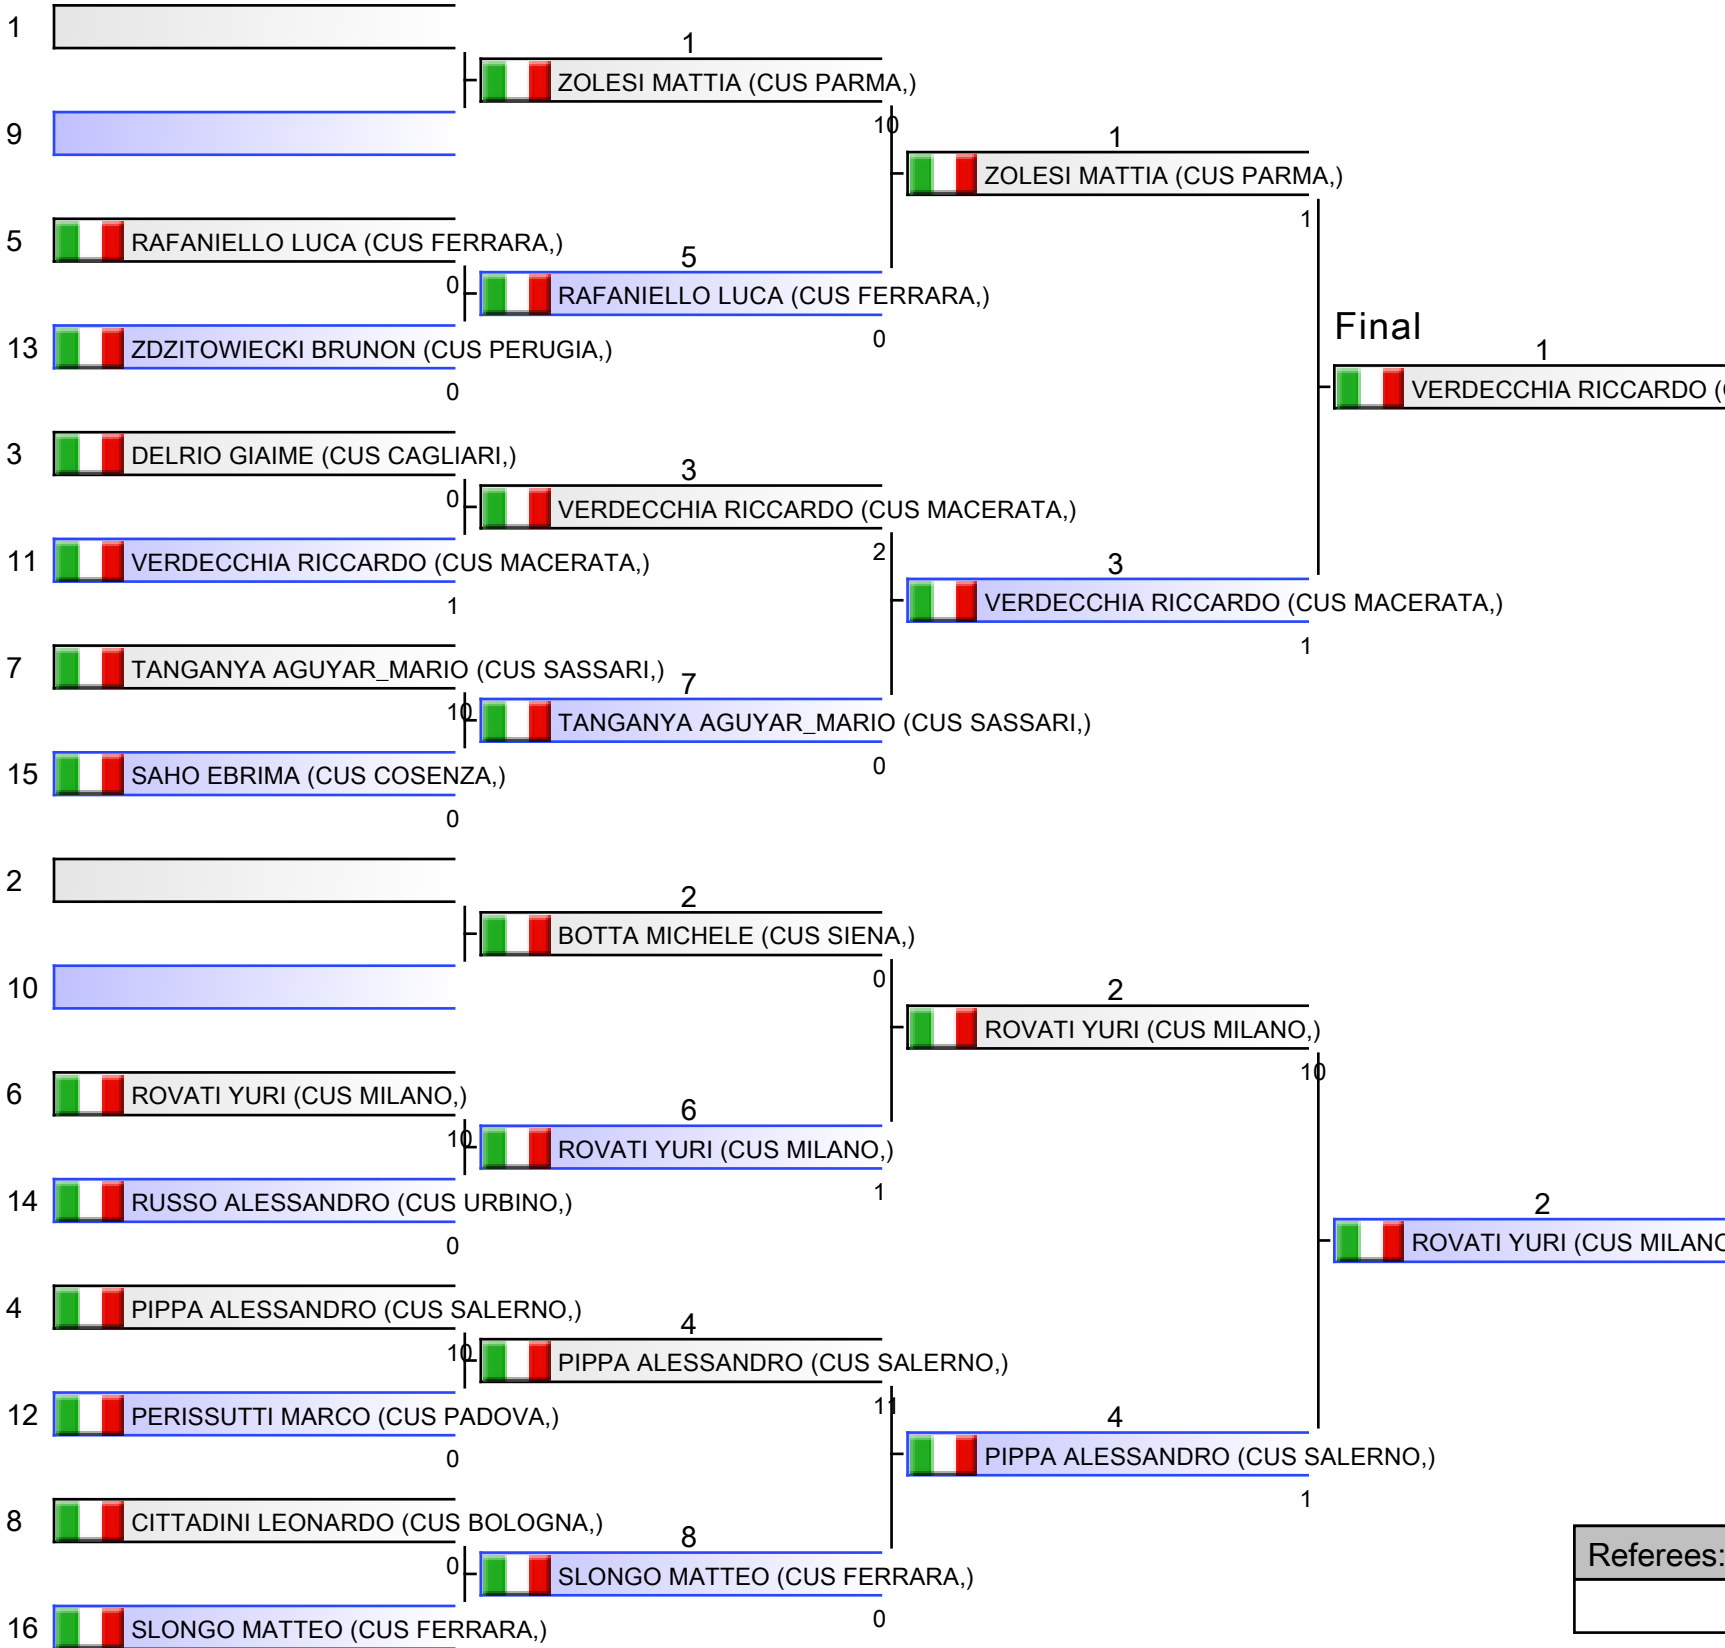 1
1
ZOLESI MATTIA (CUS PARMA,)
10
9
1
ZOLESI MATTIA (CUS PARMA,)
1
5
RAFANIELLO LUCA (CUS FERRARA,)
0
5
RAFANIELLO LUCA (CUS FERRARA,)
0
13
ZDZITOWIECKI BRUNON (CUS PERUGIA,)
0
Final
1
VERDECCHIA RICCARDO (
3
DELRIO GIAIME (CUS CAGLIARI,)
0
3
VERDECCHIA RICCARDO (CUS MACERATA,)
2
11
VERDECCHIA RICCARDO (CUS MACERATA,)
1
3
VERDECCHIA RICCARDO (CUS MACERATA,)
1
7
TANGANYA AGUYAR_MARIO (CUS SASSARI,)
10
7
TANGANYA AGUYAR_MARIO (CUS SASSARI,)
0
15
SAHO EBRIMA (CUS COSENZA,)
0
2
2
BOTTA MICHELE (CUS SIENA,)
0
10
2
ROVATI YURI (CUS MILANO,)
10
6
ROVATI YURI (CUS MILANO,)
10
6
ROVATI YURI (CUS MILANO,)
1
14
RUSSO ALESSANDRO (CUS URBINO,)
0
2
ROVATI YURI (CUS MILANO
4
PIPPA ALESSANDRO (CUS SALERNO,)
10
4
PIPPA ALESSANDRO (CUS SALERNO,)
11
12
PERISSUTTI MARCO (CUS PADOVA,)
0
4
PIPPA ALESSANDRO (CUS SALERNO,)
1
8
CITTADINI LEONARDO (CUS BOLOGNA,)
0
8
SLONGO MATTEO (CUS FERRARA,)
0
16
SLONGO MATTEO (CUS FERRARA,)
Referees: